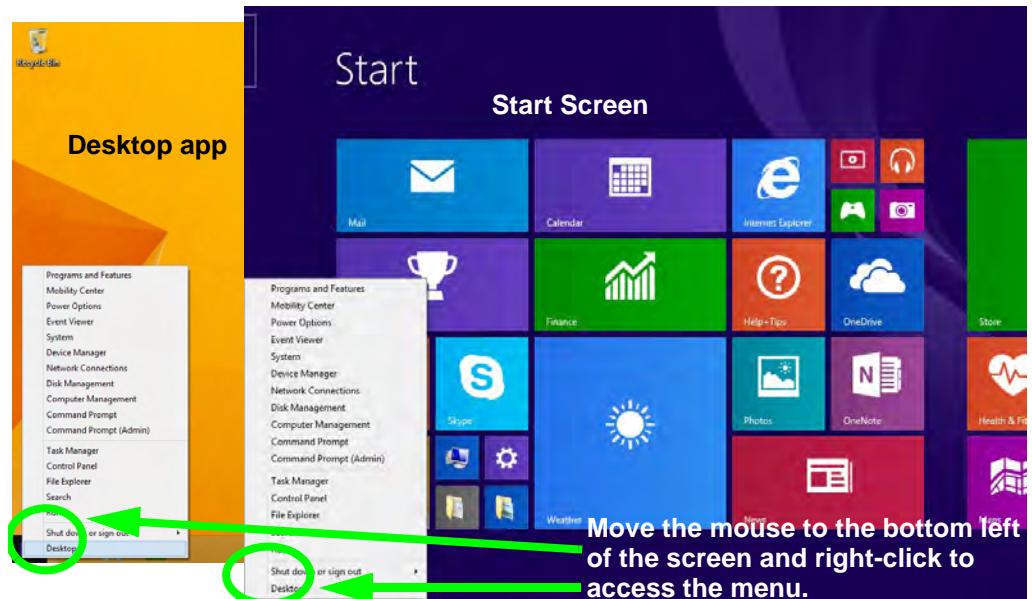 Recycle Bin
Desktop app
Programs and Features
Mobility Center
Power Options
Event Viewer
System
Device Manager
Network Connections
Disk Management
Computer Management
Command Prompt
Command Prompt (Admin)
Task Manager
Control Panel
File Explorer
Search
Shut down or sign out
Desktop
Start
Start Screen
Mail
Calendar
Internet Explorer
Finance
Help+Tips
OneDrive
Store
Skype
Photos
OneNote
Health & Fit
Weather
News
Programs and Features
Mobility Center
Power Options
Event Viewer
System
Device Manager
Network Connections
Disk Management
Computer Management
Command Prompt
Command Prompt (Admin)
Task Manager
Control Panel
File Explorer
Shut down or sign out
Desktop
Move the mouse to the bottom left
of the screen and right-click to
access the menu.